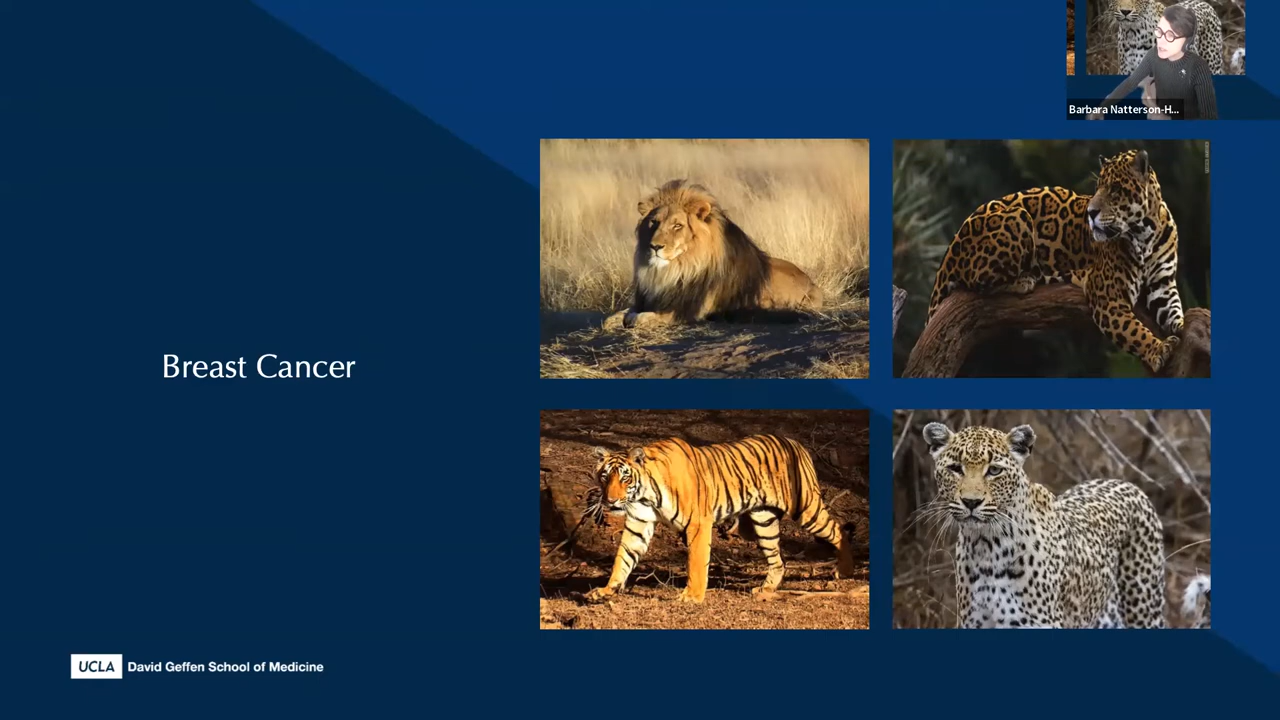 Barbara Natterson-H...
Breast Cancer
UCLA David Geffen School of Medicine